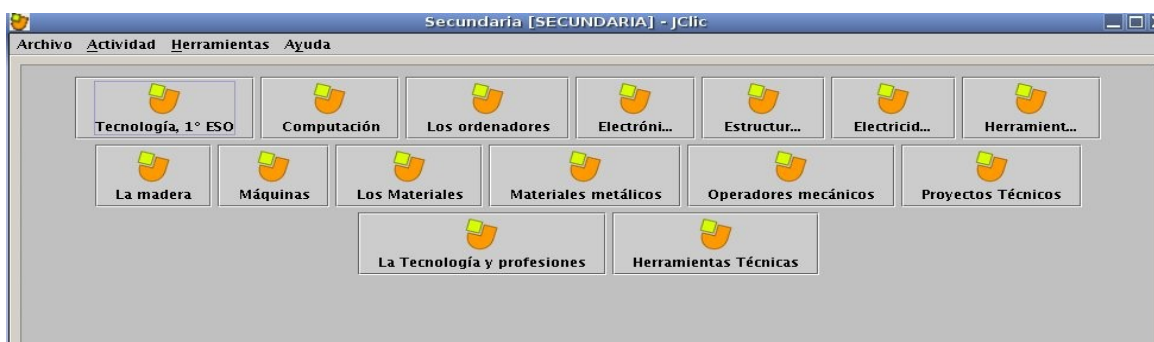 Secundaria [SECUNDARIA] - JClic
Archivo Actividad Herramientas Ayuda
Tecnología, 1° ESO Computación Los ordenadores Electróni... Estructur... Electricid... Herramient...
La madera Máquinas Los Materiales Materiales metálicos Operadores mecánicos Proyectos Técnicos
La Tecnología y profesiones Herramientas Técnicas